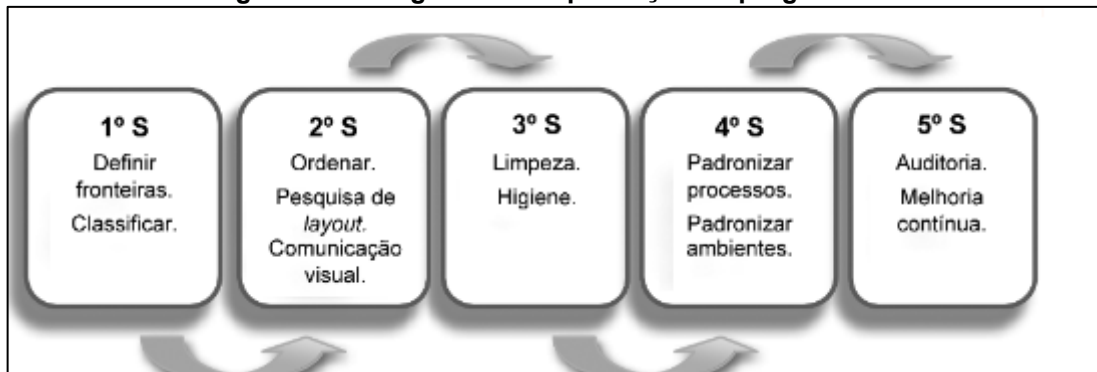 1º S
Definir
fronteiras.
Classificar.
2º S
Ordenar.
Pesquisa de
layout.
Comunicação
visual.
3º S
Limpeza.
Higiene.
4º S
Padronizar
processos.
Padronizar
ambientes.
5º S
Auditoria.
Melhoria
contínua.